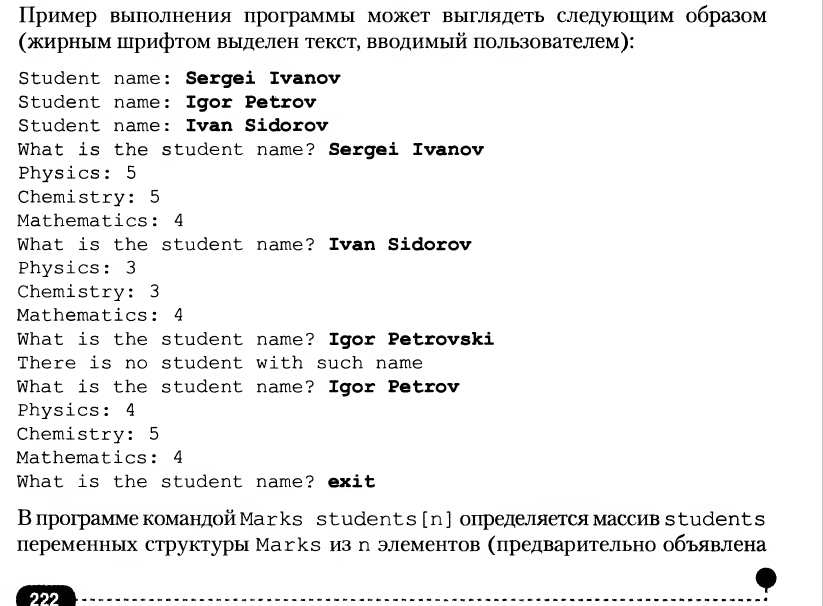 Пример выполнения программы может выглядеть следующим образом
(жирным шрифтом выделен текст, вводимый пользователем):
Student name: Sergei Ivanov
Student name: Igor Petrov
Student name: Ivan Sidorov
What is the student name? Sergei Ivanov
Physics: 5
Chemistry: 5
Mathematics: 4
What is the student name? Ivan Sidorov
Physics: 3
Chemistry: 3
Mathematics: 4
What is the student name? Igor Petrovski
There is no student with such name
What is the student name? Igor Petrov
Physics: 4
Chemistry: 5
Mathematics: 4
What is the student name? exit
В программе командой Marks students[n] определяется массив students
переменных структуры Marks из n элементов (предварительно объявлена
222